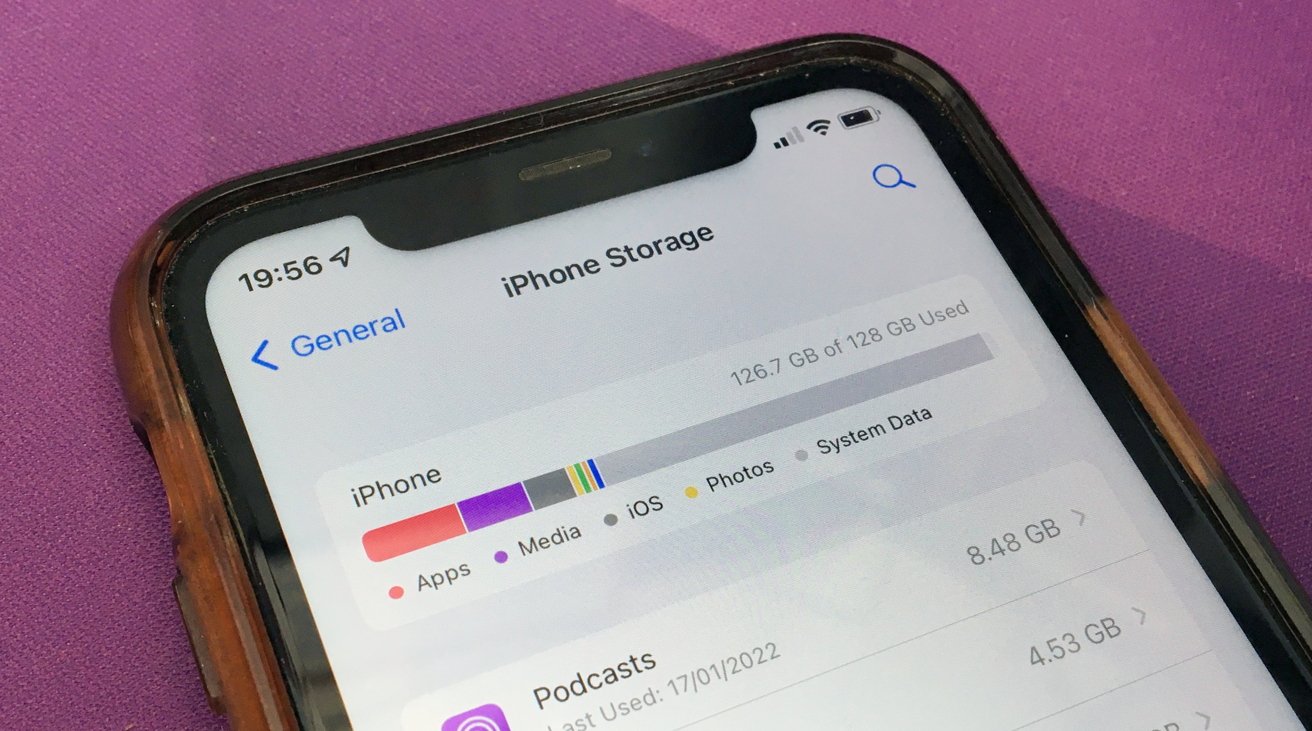 19:56
General
iPhone Storage
iPhone
126.7 GB of 128 GB Used
Apps Media iOS Photos System Data
Podcasts 8.48 GB
Last Used: 17/01/2022
4.53 GB